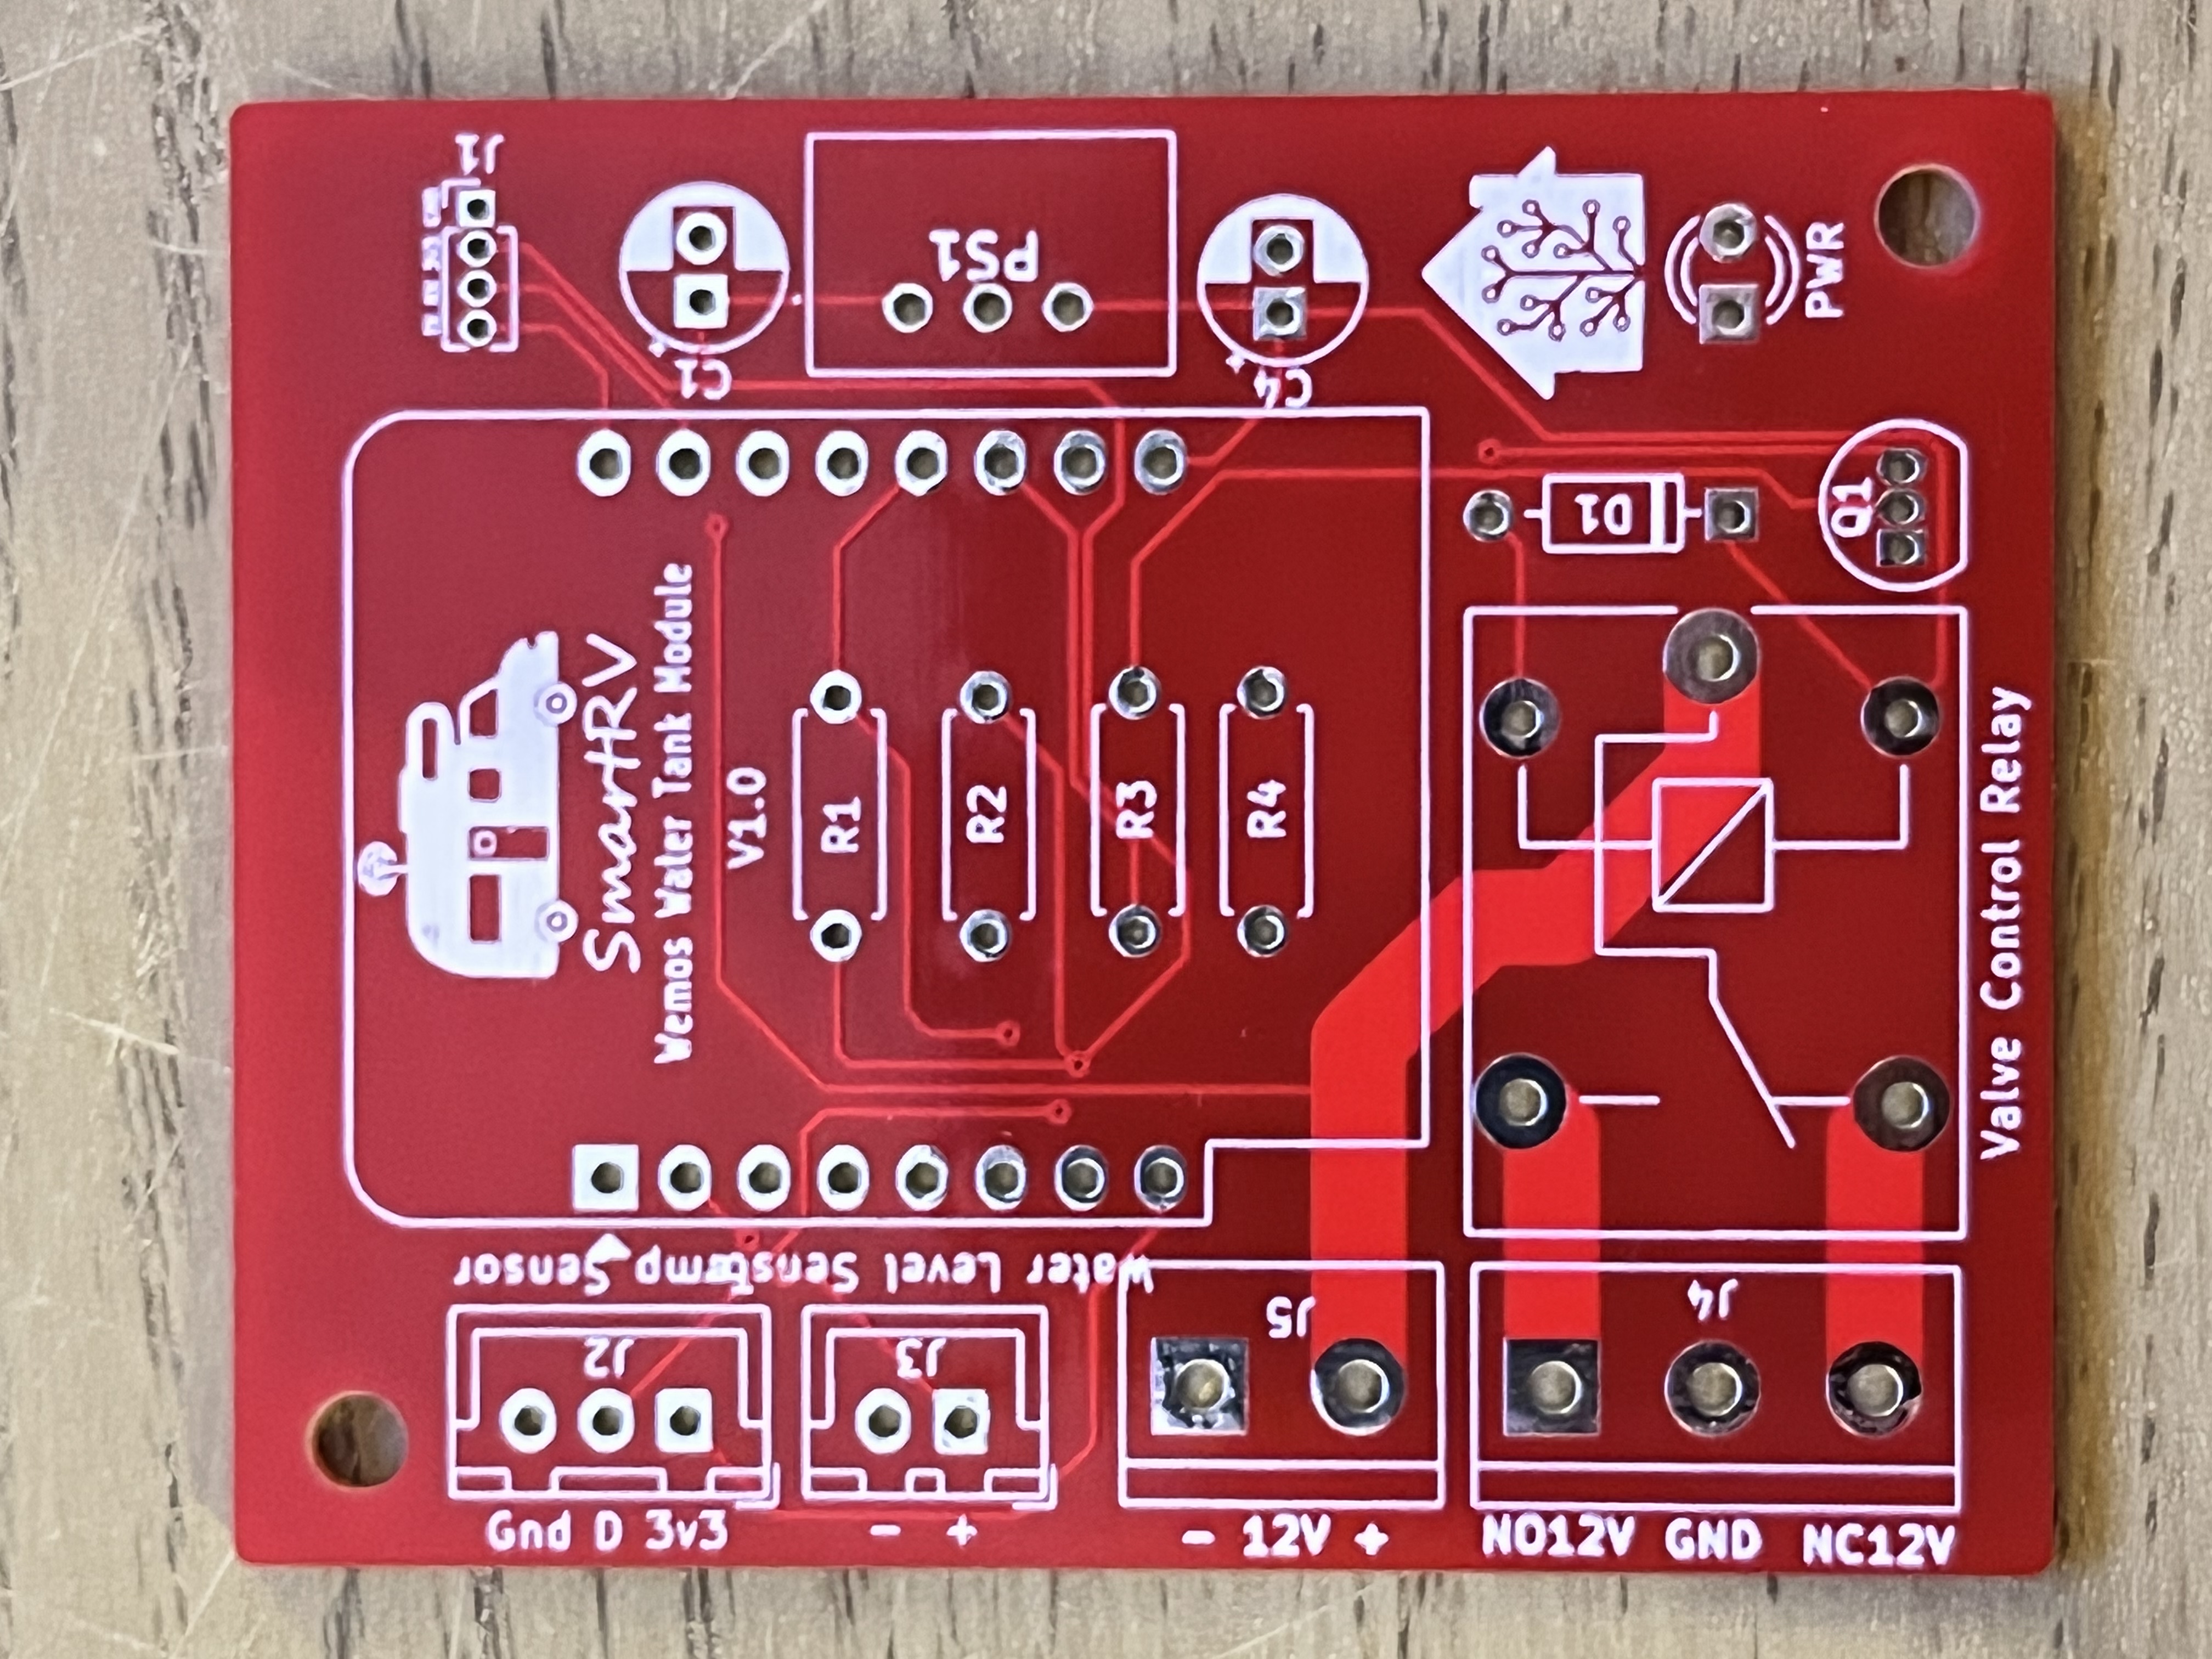 SmartRV
Wemos Water Tank Module
V1.0
Gnd D 3v3
J2
Temp Sensor
J1
C1
+
R1
- +
J3
Water Level Sensor
R2
PS1
R3
R4
- 12V +
J5
C4
+
NO12V GND NC12V
J4
D1
Q1
PWR
Valve Control Relay